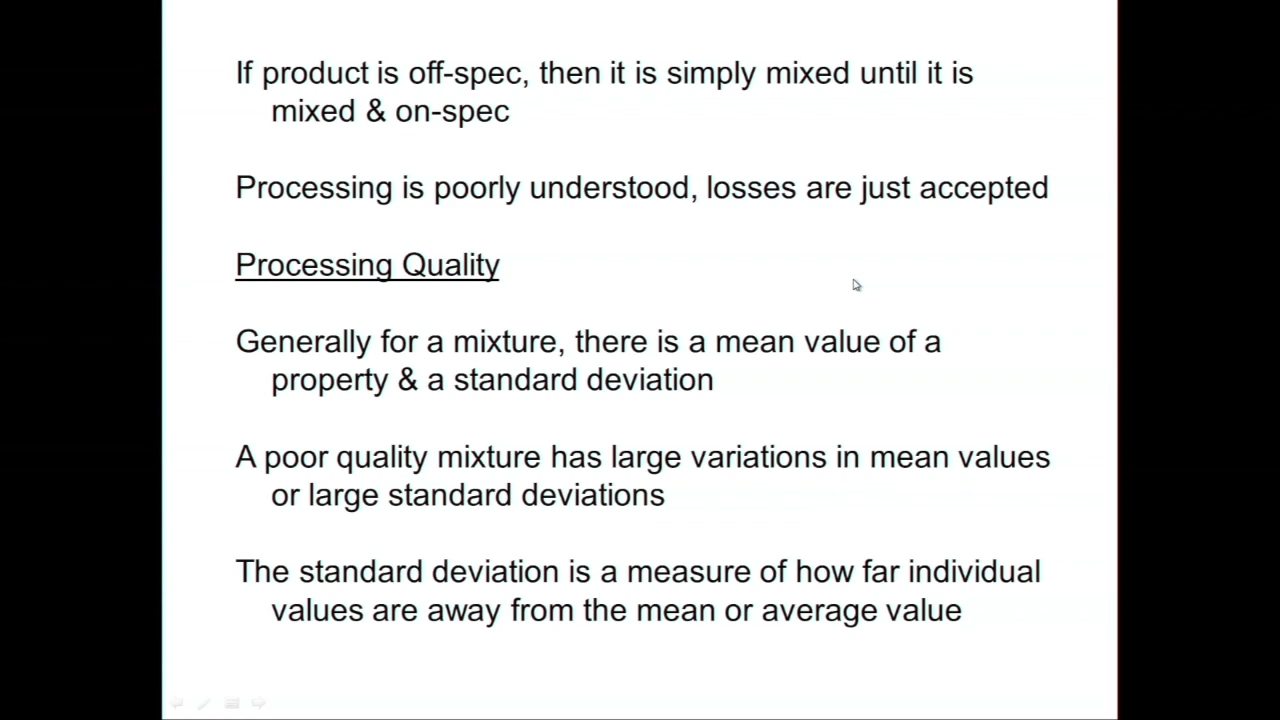 If product is off-spec, then it is simply mixed until it is
mixed & on-spec
Processing is poorly understood, losses are just accepted
Processing Quality
Generally for a mixture, there is a mean value of a
property & a standard deviation
A poor quality mixture has large variations in mean values
or large standard deviations
The standard deviation is a measure of how far individual
values are away from the mean or average value